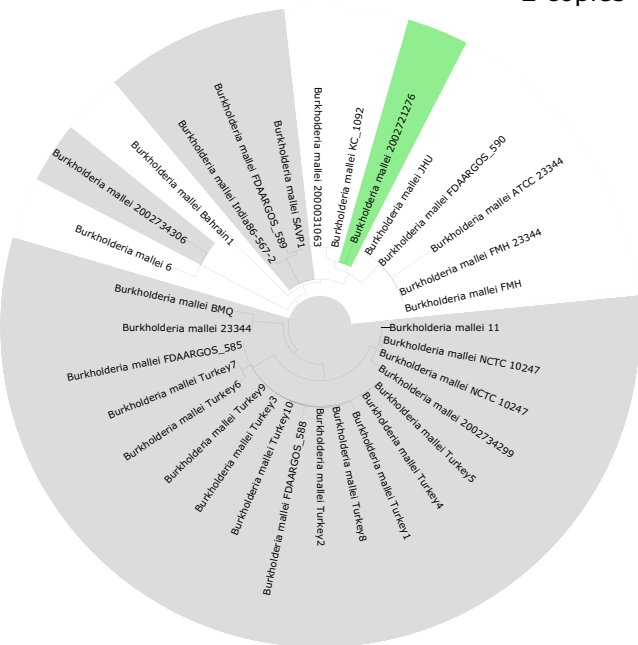 Burkholderia mallei 2000031063
Burkholderia mallei KC_1092
Burkholderia mallei 2002721276
Burkholderia mallei JHU
Burkholderia mallei FDAARGOS_590
Burkholderia mallei ATCC 23344
Burkholderia mallei FMH 23344
Burkholderia mallei FMH
Burkholderia mallei 11
Burkholderia mallei NCTC 10247
Burkholderia mallei NCTC 10247
Burkholderia mallei 2002734299
Burkholderia mallei Turkey5
Burkholderia mallei Turkey4
Burkholderia mallei Turkey1
Burkholderia mallei Turkey8
Burkholderia mallei Turkey2
Burkholderia mallei FDAARGOS_588
Burkholderia mallei Turkey10
Burkholderia mallei Turkey3
Burkholderia mallei Turkey9
Burkholderia mallei Turkey6
Burkholderia mallei Turkey7
Burkholderia mallei FDAARGOS_585
Burkholderia mallei 23344
Burkholderia mallei BMQ
Burkholderia mallei 6
Burkholderia mallei 2002734306
Burkholderia mallei Bahrain1
Burkholderia mallei India86-567-2
Burkholderia mallei FDAARGOS_589
Burkholderia mallei SAVP1